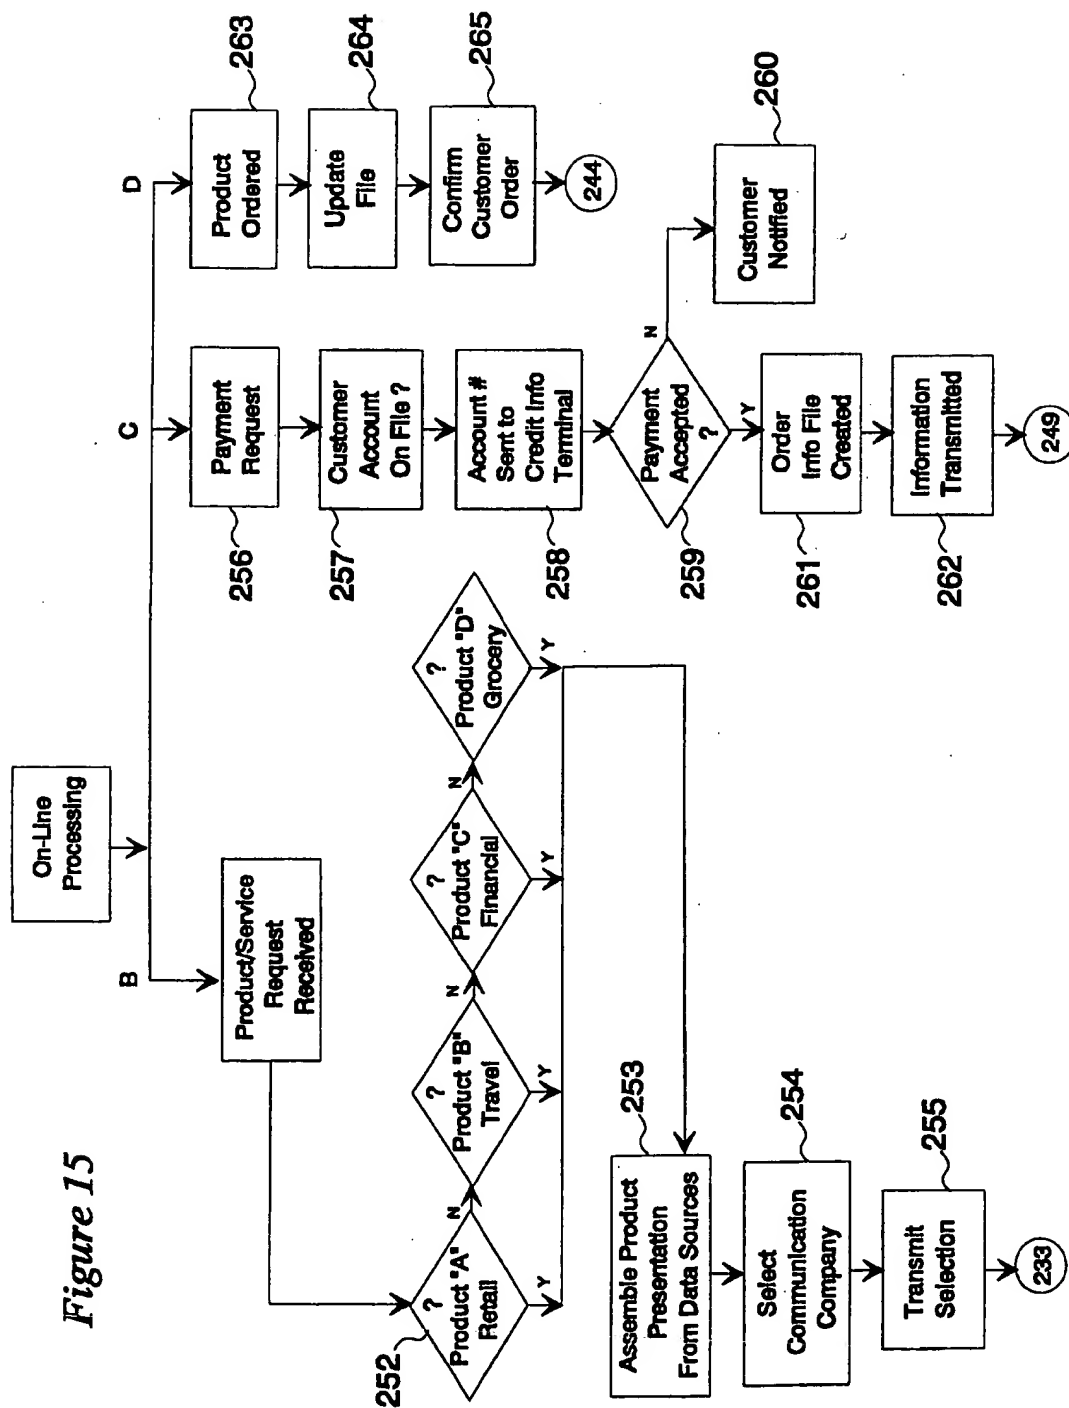 Figure 15
On-Line
Processing
B
C
D
Product/Service
Request
Received
252
?
Product "A"
Retail
N
Y
?
Product "B"
Travel
N
Y
?
Product "C"
Financial
N
Y
?
Product "D"
Grocery
Y
Assemble Product
Presentation
From Data Sources
253
Select
Communication
Company
254
Transmit
Selection
255
233
Payment
Request
256
Customer
Account
On File ?
257
Account #
Sent to
Credit Info
Terminal
258
Payment
Accepted
?
259
N
Y
Customer
Notified
260
Order
Info File
Created
261
Information
Transmitted
262
249
Product
Ordered
263
Update
File
264
Confirm
Customer
Order
265
244